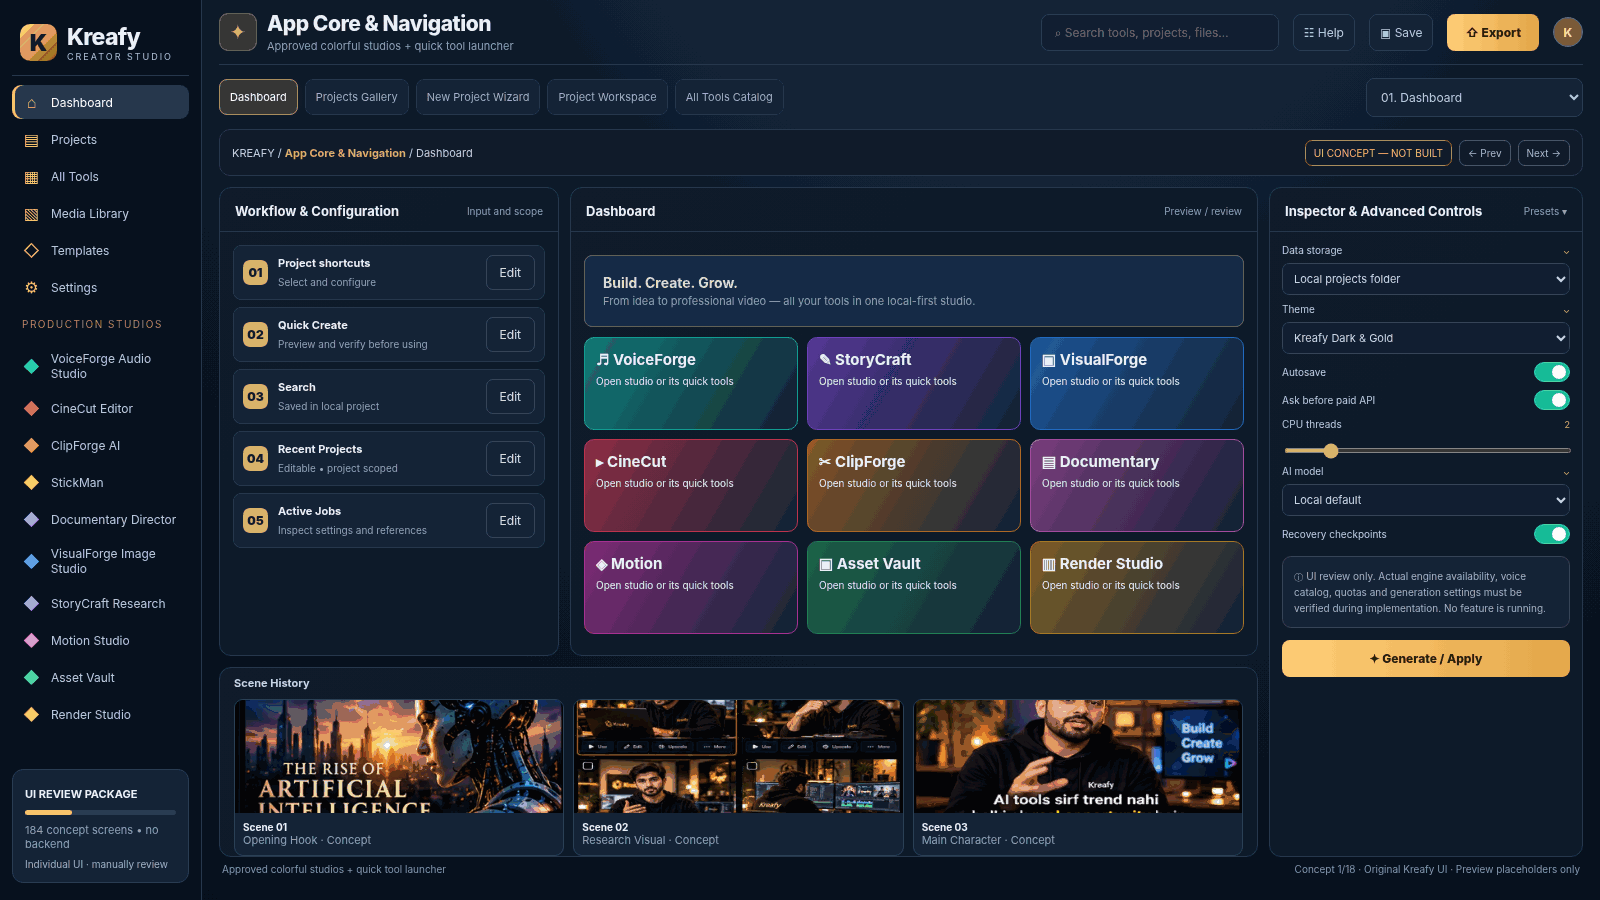 K
Kreafy
CREATOR STUDIO
Dashboard
Projects
All Tools
Media Library
Templates
Settings
PRODUCTION STUDIOS
VoiceForge Audio
Studio
CineCut Editor
ClipForge AI
StickMan
Documentary Director
VisualForge Image
Studio
StoryCraft Research
Motion Studio
Asset Vault
Render Studio
UI REVIEW PACKAGE
184 concept screens • no
backend
Individual UI · manually review
App Core & Navigation
Approved colorful studios + quick tool launcher
Search tools, projects, files...
Help
Save
Export
K
Dashboard
Projects Gallery
New Project Wizard
Project Workspace
All Tools Catalog
01. Dashboard
KREAFY / App Core & Navigation / Dashboard
UI CONCEPT — NOT BUILT
← Prev
Next →
Workflow & Configuration
Input and scope
01
Project shortcuts
Select and configure
Edit
02
Quick Create
Preview and verify before using
Edit
03
Search
Saved in local project
Edit
04
Recent Projects
Editable • project scoped
Edit
05
Active Jobs
Inspect settings and references
Edit
Dashboard
Preview / review
Build. Create. Grow.
From idea to professional video — all your tools in one local-first studio.
VoiceForge
Open studio or its quick tools
StoryCraft
Open studio or its quick tools
VisualForge
Open studio or its quick tools
CineCut
Open studio or its quick tools
ClipForge
Open studio or its quick tools
Documentary
Open studio or its quick tools
Motion
Open studio or its quick tools
Asset Vault
Open studio or its quick tools
Render Studio
Open studio or its quick tools
Inspector & Advanced Controls
Presets ▾
Data storage
Local projects folder
Theme
Kreafy Dark & Gold
Autosave
Ask before paid API
CPU threads
2
AI model
Local default
Recovery checkpoints
ⓘ UI review only. Actual engine availability, voice
catalog, quotas and generation settings must be
verified during implementation. No feature is running.
✦ Generate / Apply
Scene History
THE RISE OF
ARTIFICIAL
INTELLIGENCE
Scene 01
Opening Hook · Concept
Kreafy
Use
Edit
Upscale
More
Use
Edit
Upscale
More
Kreafy
Scene 02
Research Visual · Concept
Build
Create
Grow
Kreafy
AI tools sirf trend nahi
Scene 03
Main Character · Concept
Approved colorful studios + quick tool launcher
Concept 1/18 · Original Kreafy UI · Preview placeholders only